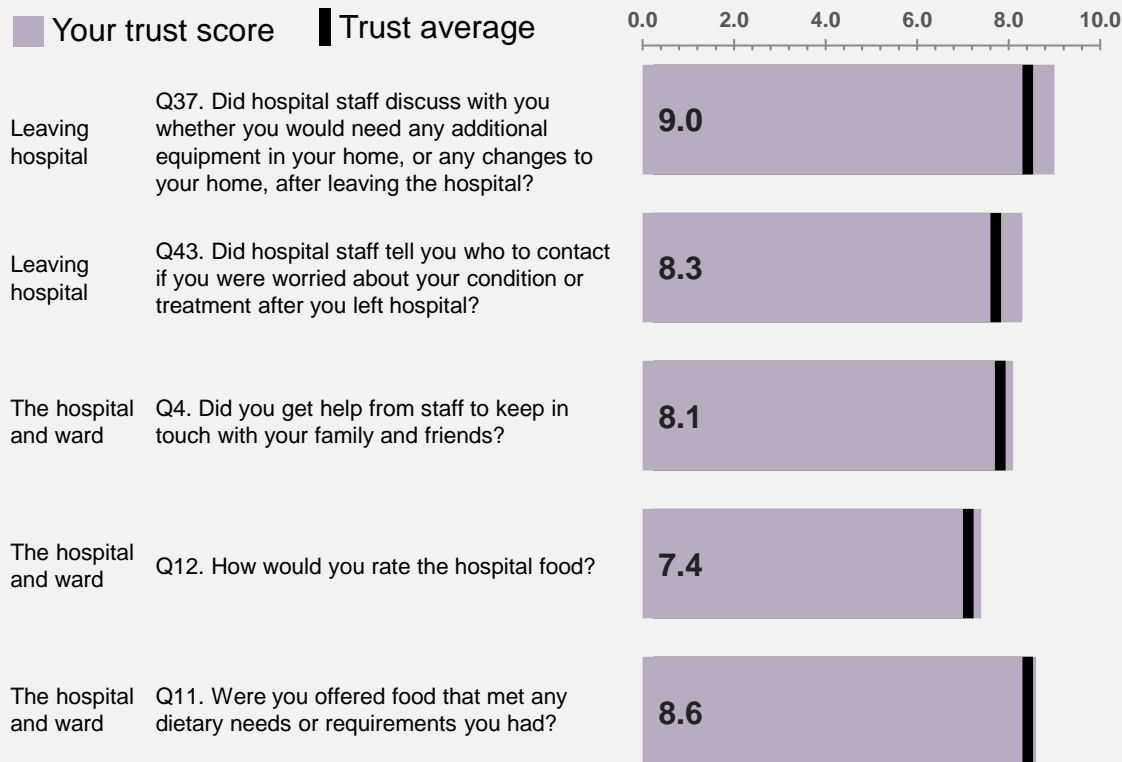 Your trust score
Trust average
0.0 2.0 4.0 6.0 8.0 10.0
Leaving
hospital
Q37. Did hospital staff discuss with you
whether you would need any additional
equipment in your home, or any changes to
your home, after leaving the hospital?
9.0
Leaving
hospital
Q43. Did hospital staff tell you who to contact
if you were worried about your condition or
treatment after you left hospital?
8.3
The hospital
and ward
Q4. Did you get help from staff to keep in
touch with your family and friends?
8.1
The hospital
and ward
Q12. How would you rate the hospital food?
7.4
The hospital
and ward
Q11. Were you offered food that met any
dietary needs or requirements you had?
8.6